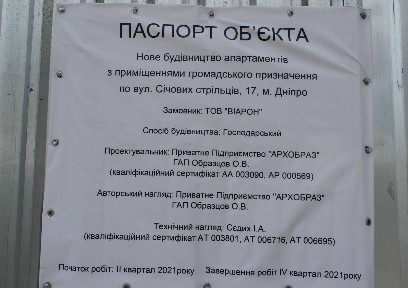 ПАСПОРТ ОБ'ЄКТА
Нове будівництво апартаментів
з приміщеннями громадського призначення
по вул. Січових стрільців, 17, м. Дніпро
Замовник: ТОВ "ВІАРОН"
Спосіб будівництва: Господарський
Проектувальник: Приватне Підприємство "АРХОБРАЗ"
ГАП Образцов О.В.
(кваліфікаційний сертифікат АА 003090, АР 000569)
Авторський нагляд: Приватне Підприємство "АРХОБРАЗ"
ГАП Образцов О.В.
Технічний нагляд: Сєдих І.А.
(кваліфікаційний сертифікат АТ 003801, АТ 006716, АТ 006695)
Початок робіт: II квартал 2021року Завершення робіт IV квартал 2021року